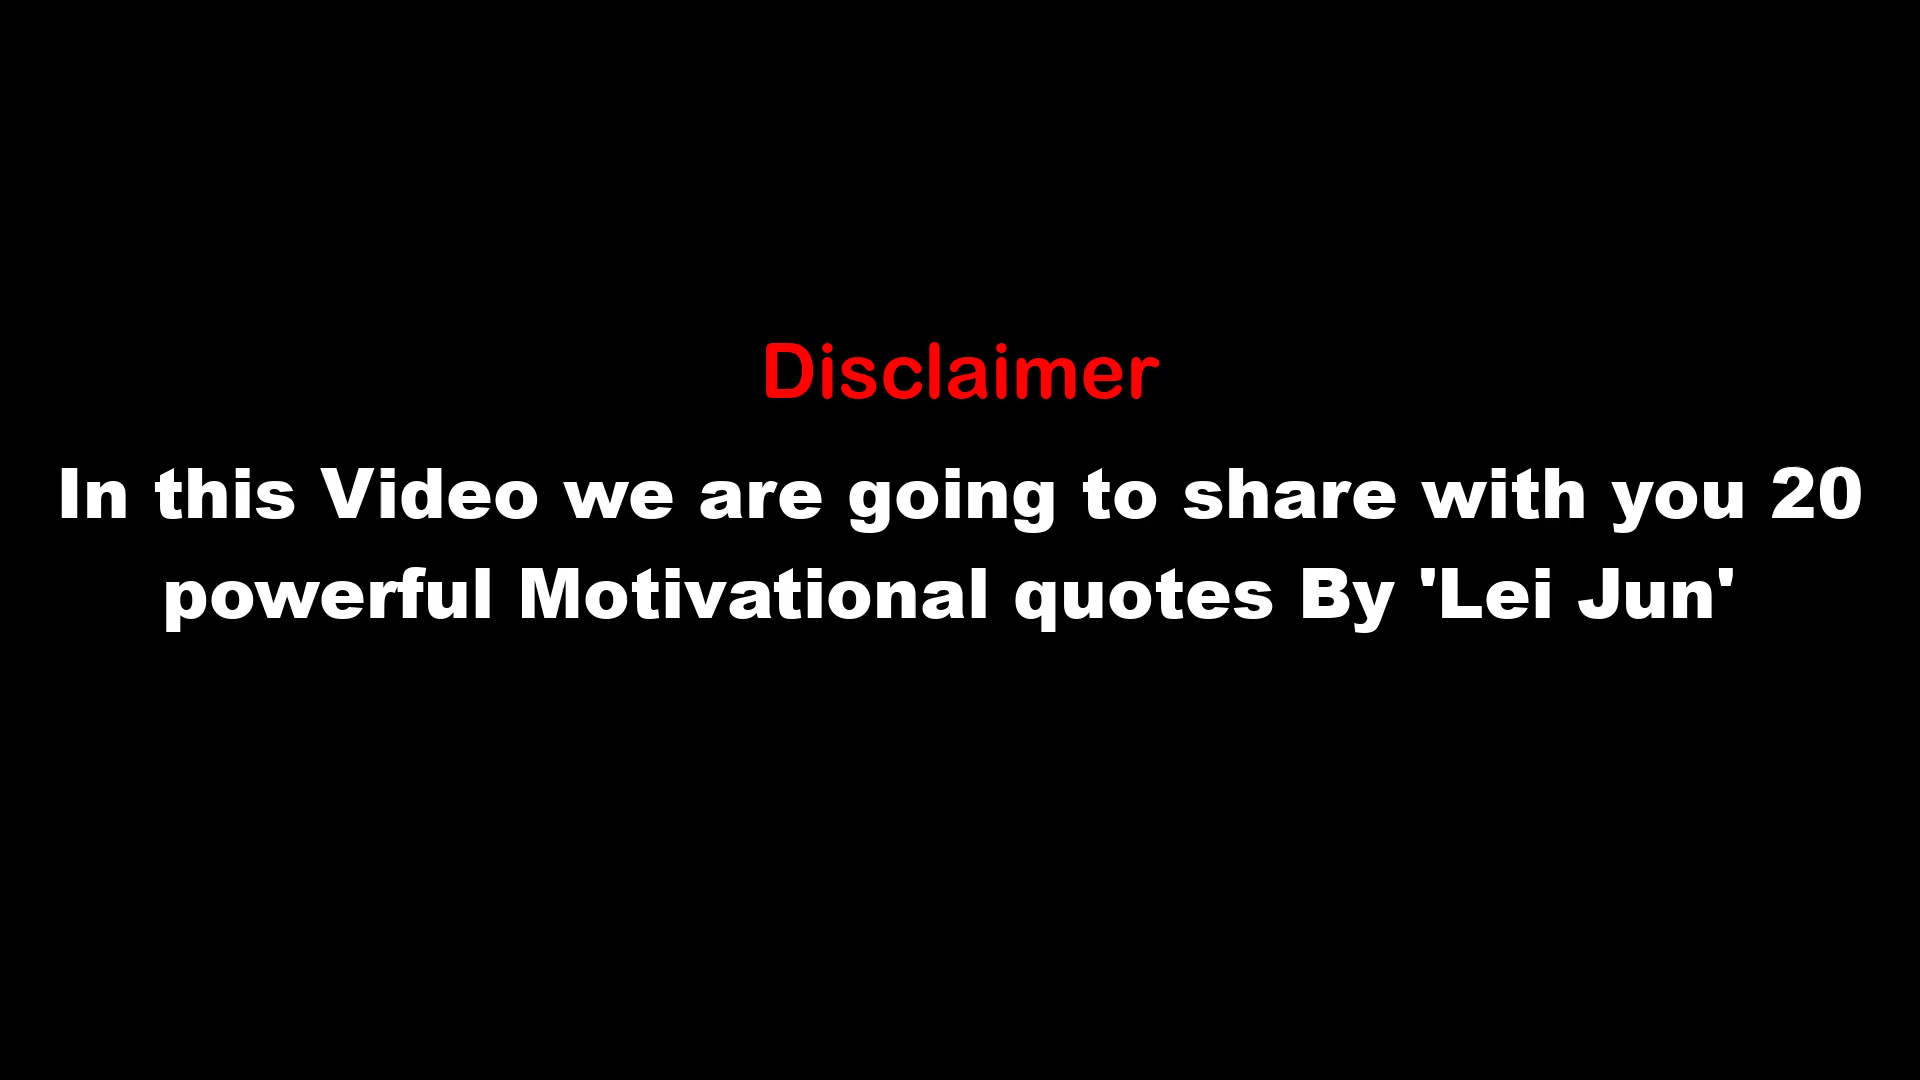 Disclaimer
In this Video we are going to share with you 20
powerful Motivational quotes By 'Lei Jun'